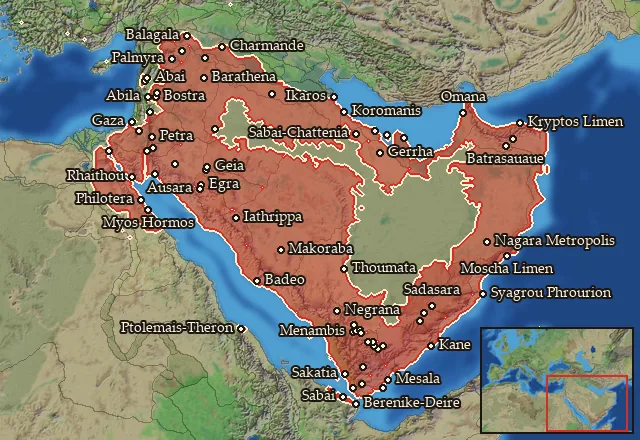 Balagala
Charmande
Palmyra
Abai
Barathena
Abila
Bostra
Ikaros
Koromanis
Omana
Gaza
Kryptos Limen
Petra
Sabai-Chattenia
Gerrha
Batrasauaue
Rhaithou
Geia
Ausara
Egra
Philotera
Myos Hormos
Iathrippa
Makoraba
Nagara Metropolis
Thoumata
Moscha Limen
Badeo
Sadasara
Syagrou Phrourion
Negrana
Ptolemais-Theron
Menambis
Kane
Sakatia
Mesala
Sabai
Berenike-Deire